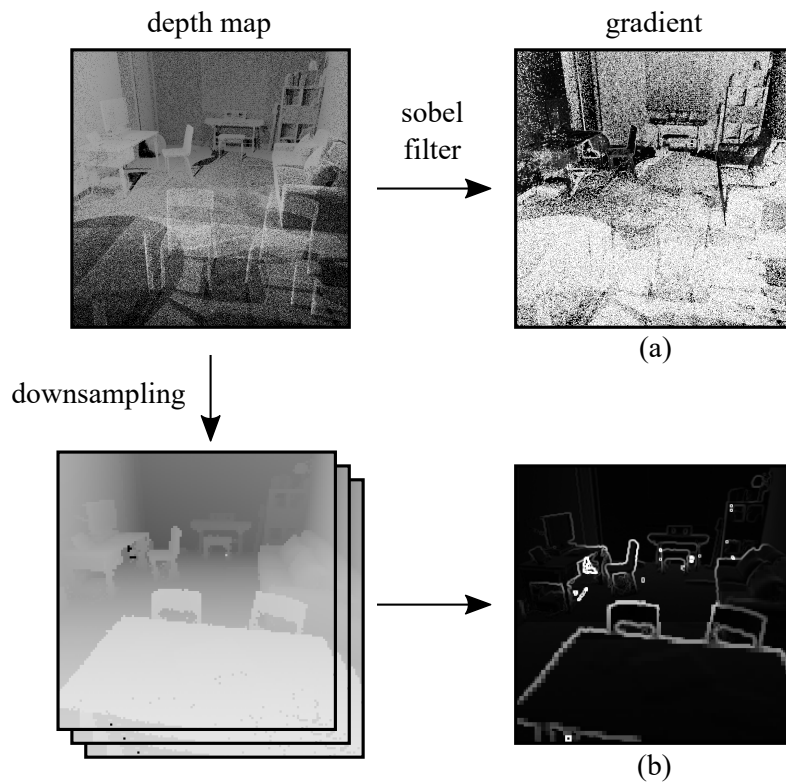 depth map
gradient
sobel
filter
(a)
downsampling
(b)